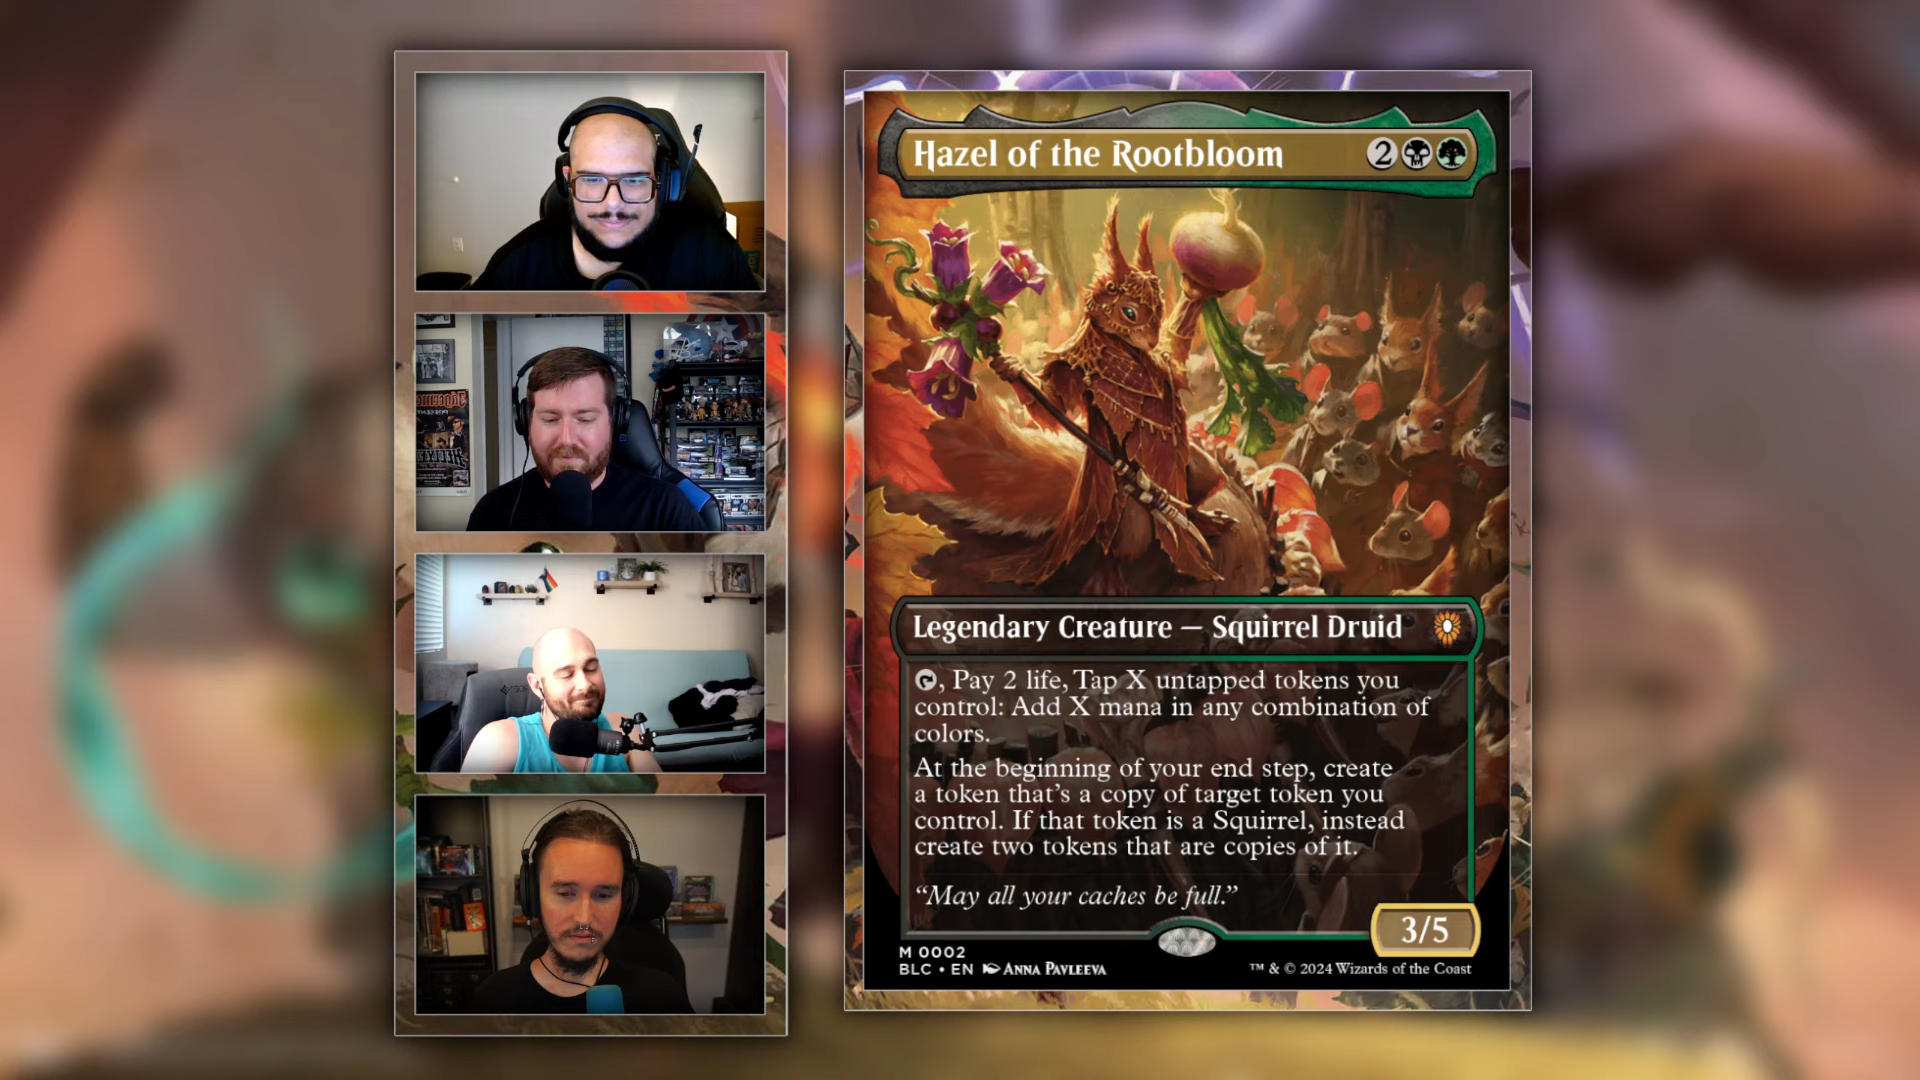 Hazel of the Rootbloom 2
Legendary Creature — Squirrel Druid
, Pay 2 life, Tap X untapped tokens you
control: Add X mana in any combination of
colors.
At the beginning of your end step, create
a token that's a copy of target token you
control. If that token is a Squirrel, instead
create two tokens that are copies of it.
“May all your caches be full.”
3/5
M 0002
BLC • EN ANNA PAVLEEVA
™ & © 2024 Wizards of the Coast